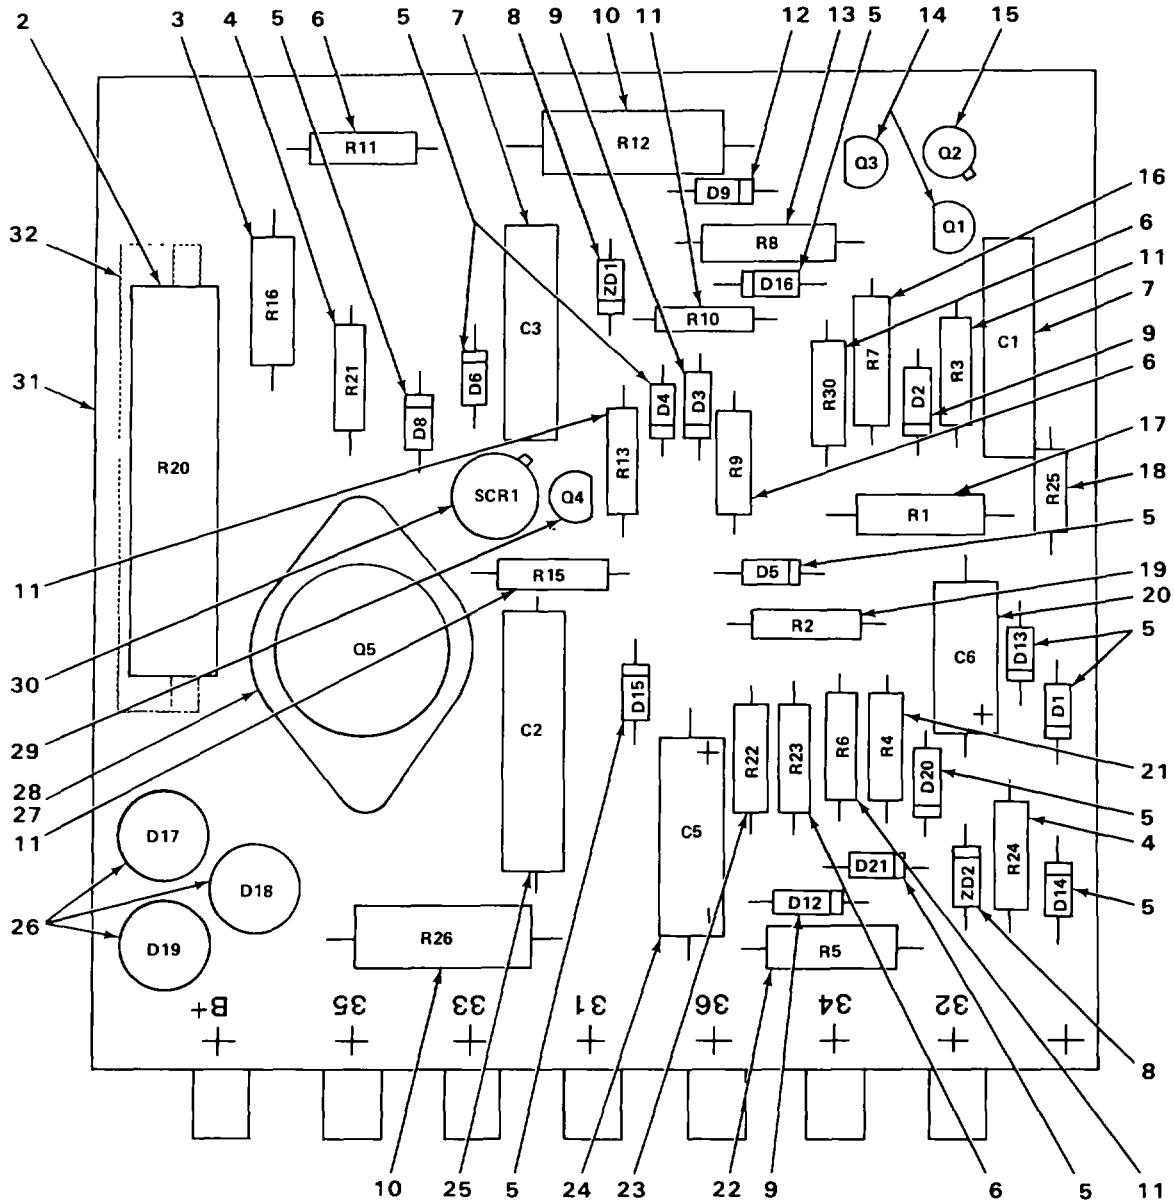 2 3 4 5 6 5 7 8 9 10 11 12 13 5 14 15
R11
R12
Q3
Q2
D9
16
Q1
6
32
R8
11
R16
ZD1
D16
7
R10
C3
C1
9
R21
D6
R7
R3
6
31
D8
D4
D3
R30
D2
R20
R13
R9
17
SCR1
Q4
R25
18
R1
5
11
R15
D5
19
R2
20
Q5
C6
D13
5
30
D15
D1
29
C2
R22
R23
R6
R4
21
28
D20
27
5
11
D17
C5
R24
4
D18
D21
ZD2
D14
5
26
D12
D19
R26
R5
B+ 35 33 31 36 34 32
8
10 25 5 24 23 22 9 6 5 11